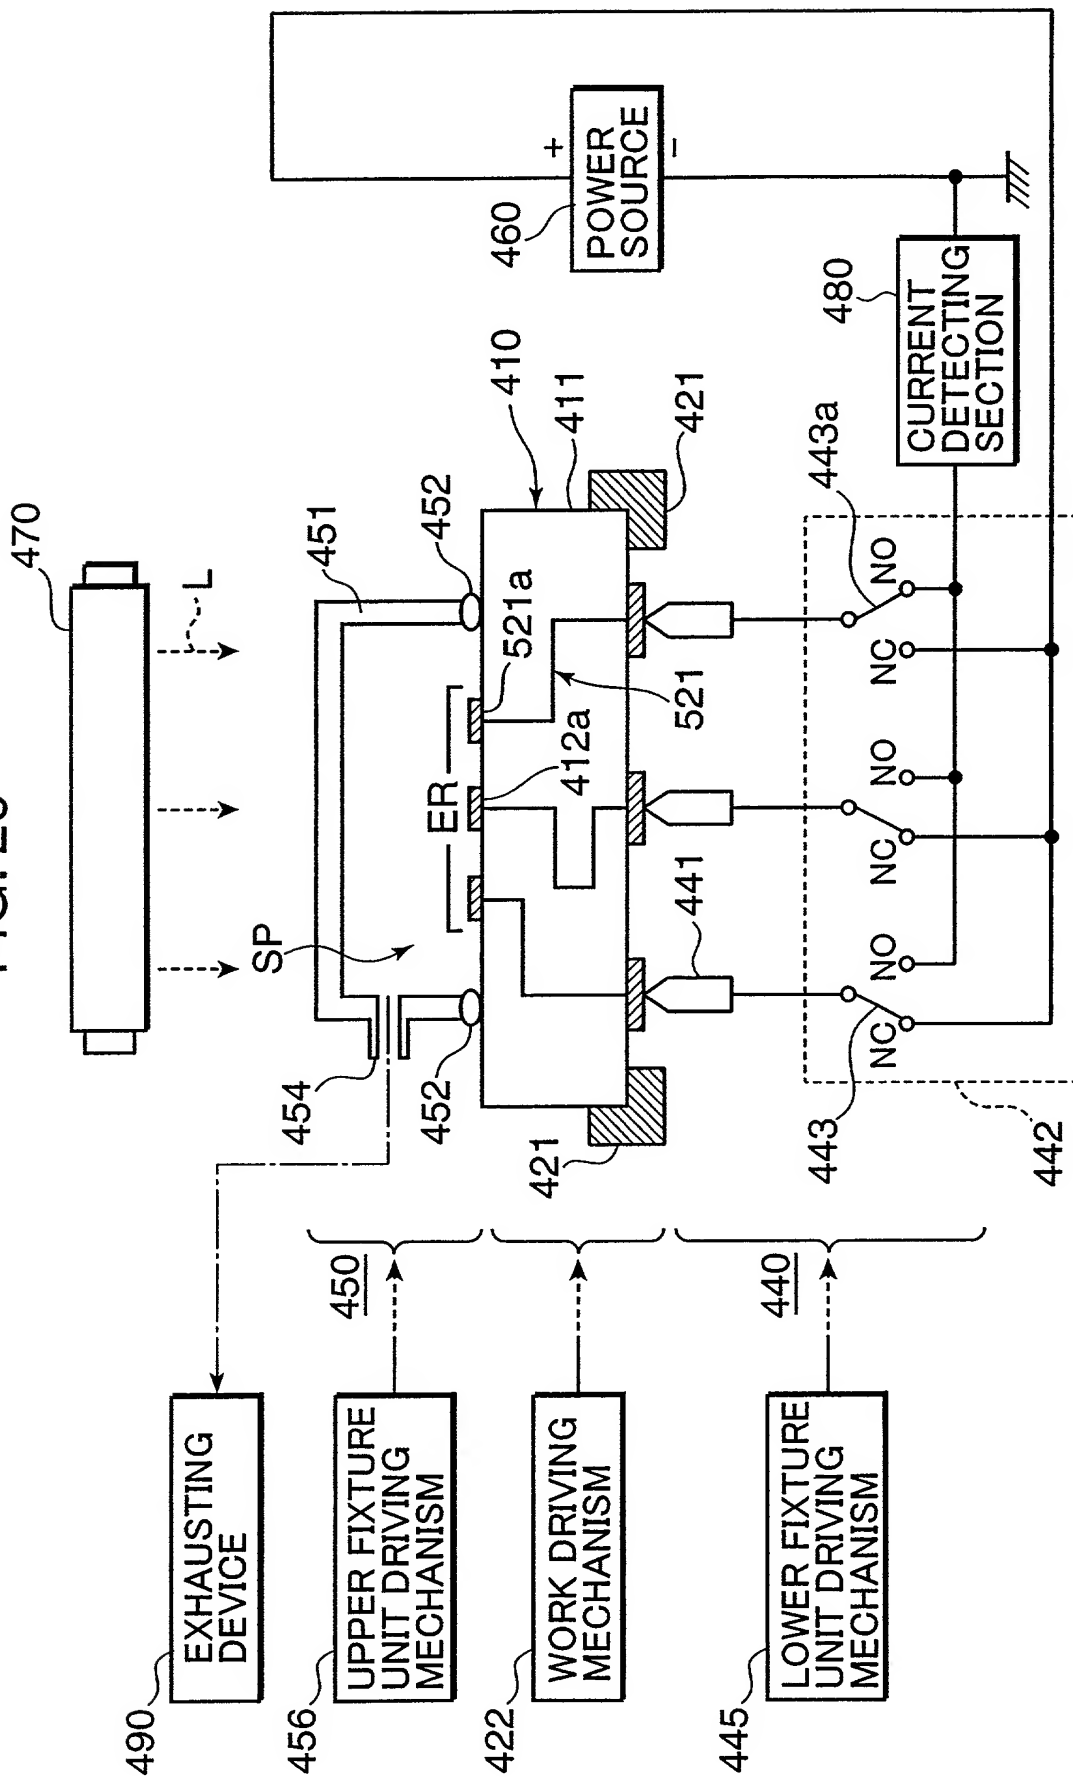 470
L
SP
451
452
454
452
ER
521a
412a
410
411
421
421
521
441
460
+
POWER
SOURCE
−
480
CURRENT
DETECTING
SECTION
443a
NC
NO
NC
NO
NC
NO
443
442
490
EXHAUSTING
DEVICE
456
UPPER FIXTURE
UNIT DRIVING
MECHANISM
450
422
WORK DRIVING
MECHANISM
445
LOWER FIXTURE
UNIT DRIVING
MECHANISM
440